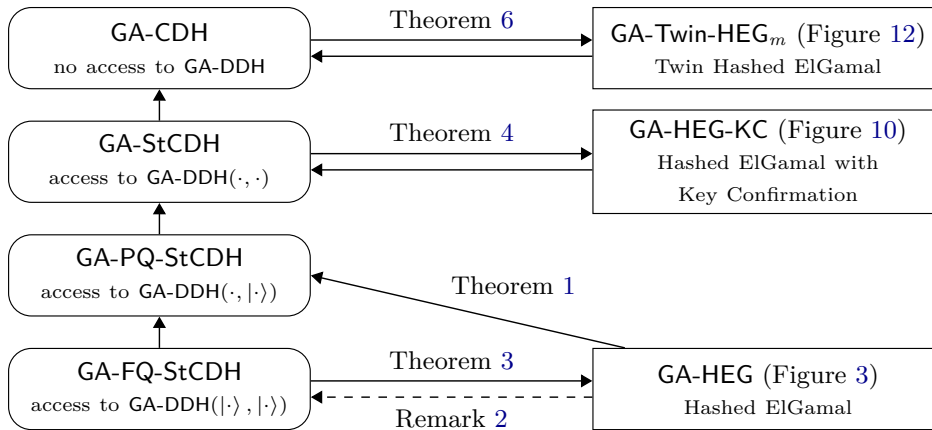 GA-CDH
no access to GA-DDH
Theorem 6
GA-Twin-HEGₘ (Figure 12)
Twin Hashed ElGamal
GA-StCDH
access to GA-DDH(·, ·)
Theorem 4
GA-HEG-KC (Figure 10)
Hashed ElGamal with
Key Confirmation
GA-PQ-StCDH
access to GA-DDH(·, |·⟩)
Theorem 1
GA-FQ-StCDH
access to GA-DDH(|·⟩ , |·⟩)
Theorem 3
Remark 2
GA-HEG (Figure 3)
Hashed ElGamal